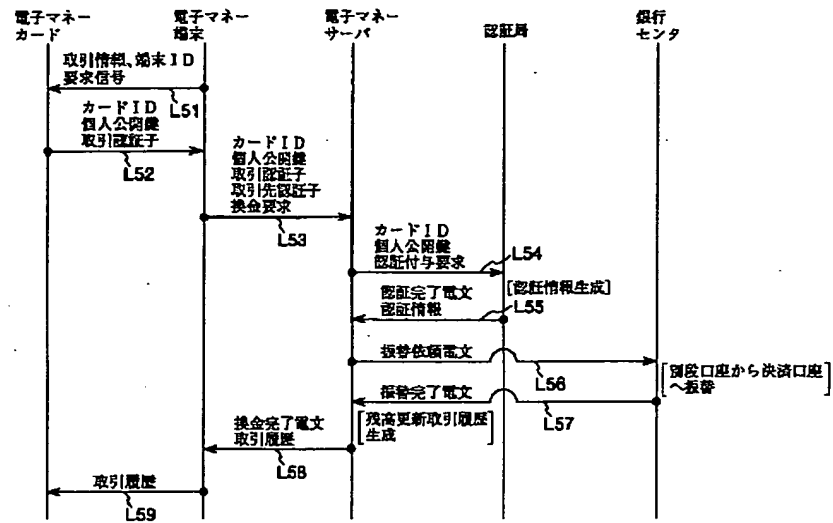 電子マネー
カード
電子マネー
端末
電子マネー
サーバ
認証局
銀行
センタ
取引情報、端末ID
要求信号
L51
カードID
個人公開鍵
取引認証子
L52
カードID
個人公開鍵
取引認証子
取引先認証子
換金要求
L53
カードID
個人公開鍵
認証付与要求
L54
[認証情報生成]
認証完了電文
認証情報
L55
振替依頼電文
L56
[別段口座から決済口座
へ振替]
振替完了電文
L57
[残高更新取引履歴
生成]
換金完了電文
取引履歴
L58
取引履歴
L59